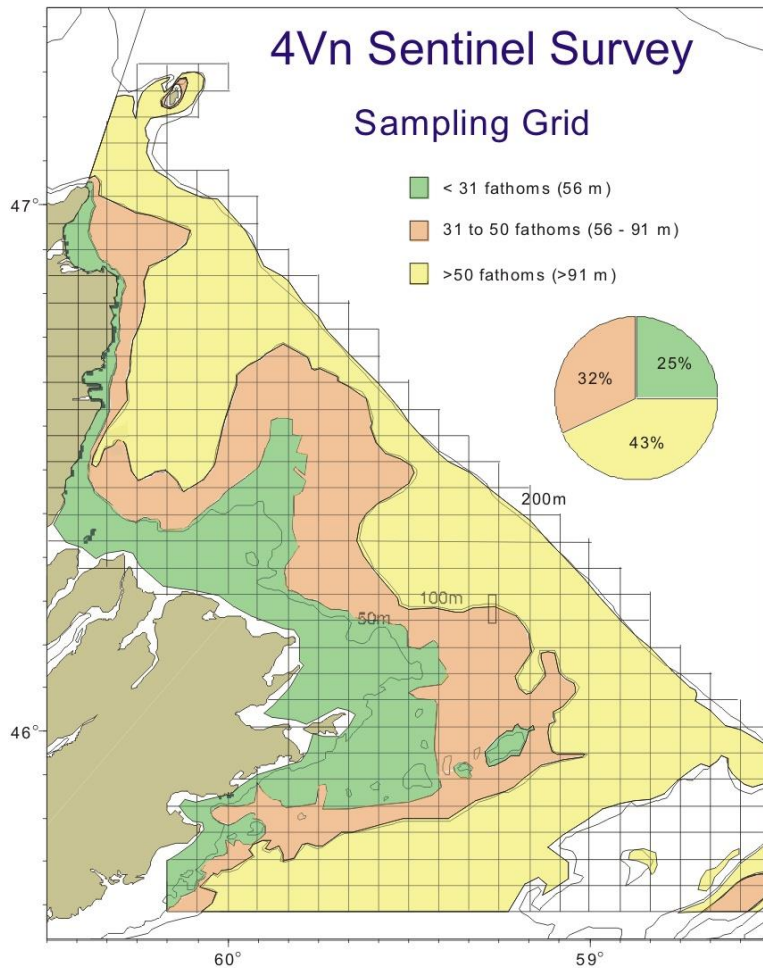 4Vn Sentinel Survey
Sampling Grid
< 31 fathoms (56 m)
31 to 50 fathoms (56 - 91 m)
>50 fathoms (>91 m)
47°
32%
25%
43%
200m
100m
50m
46°
60°
59°